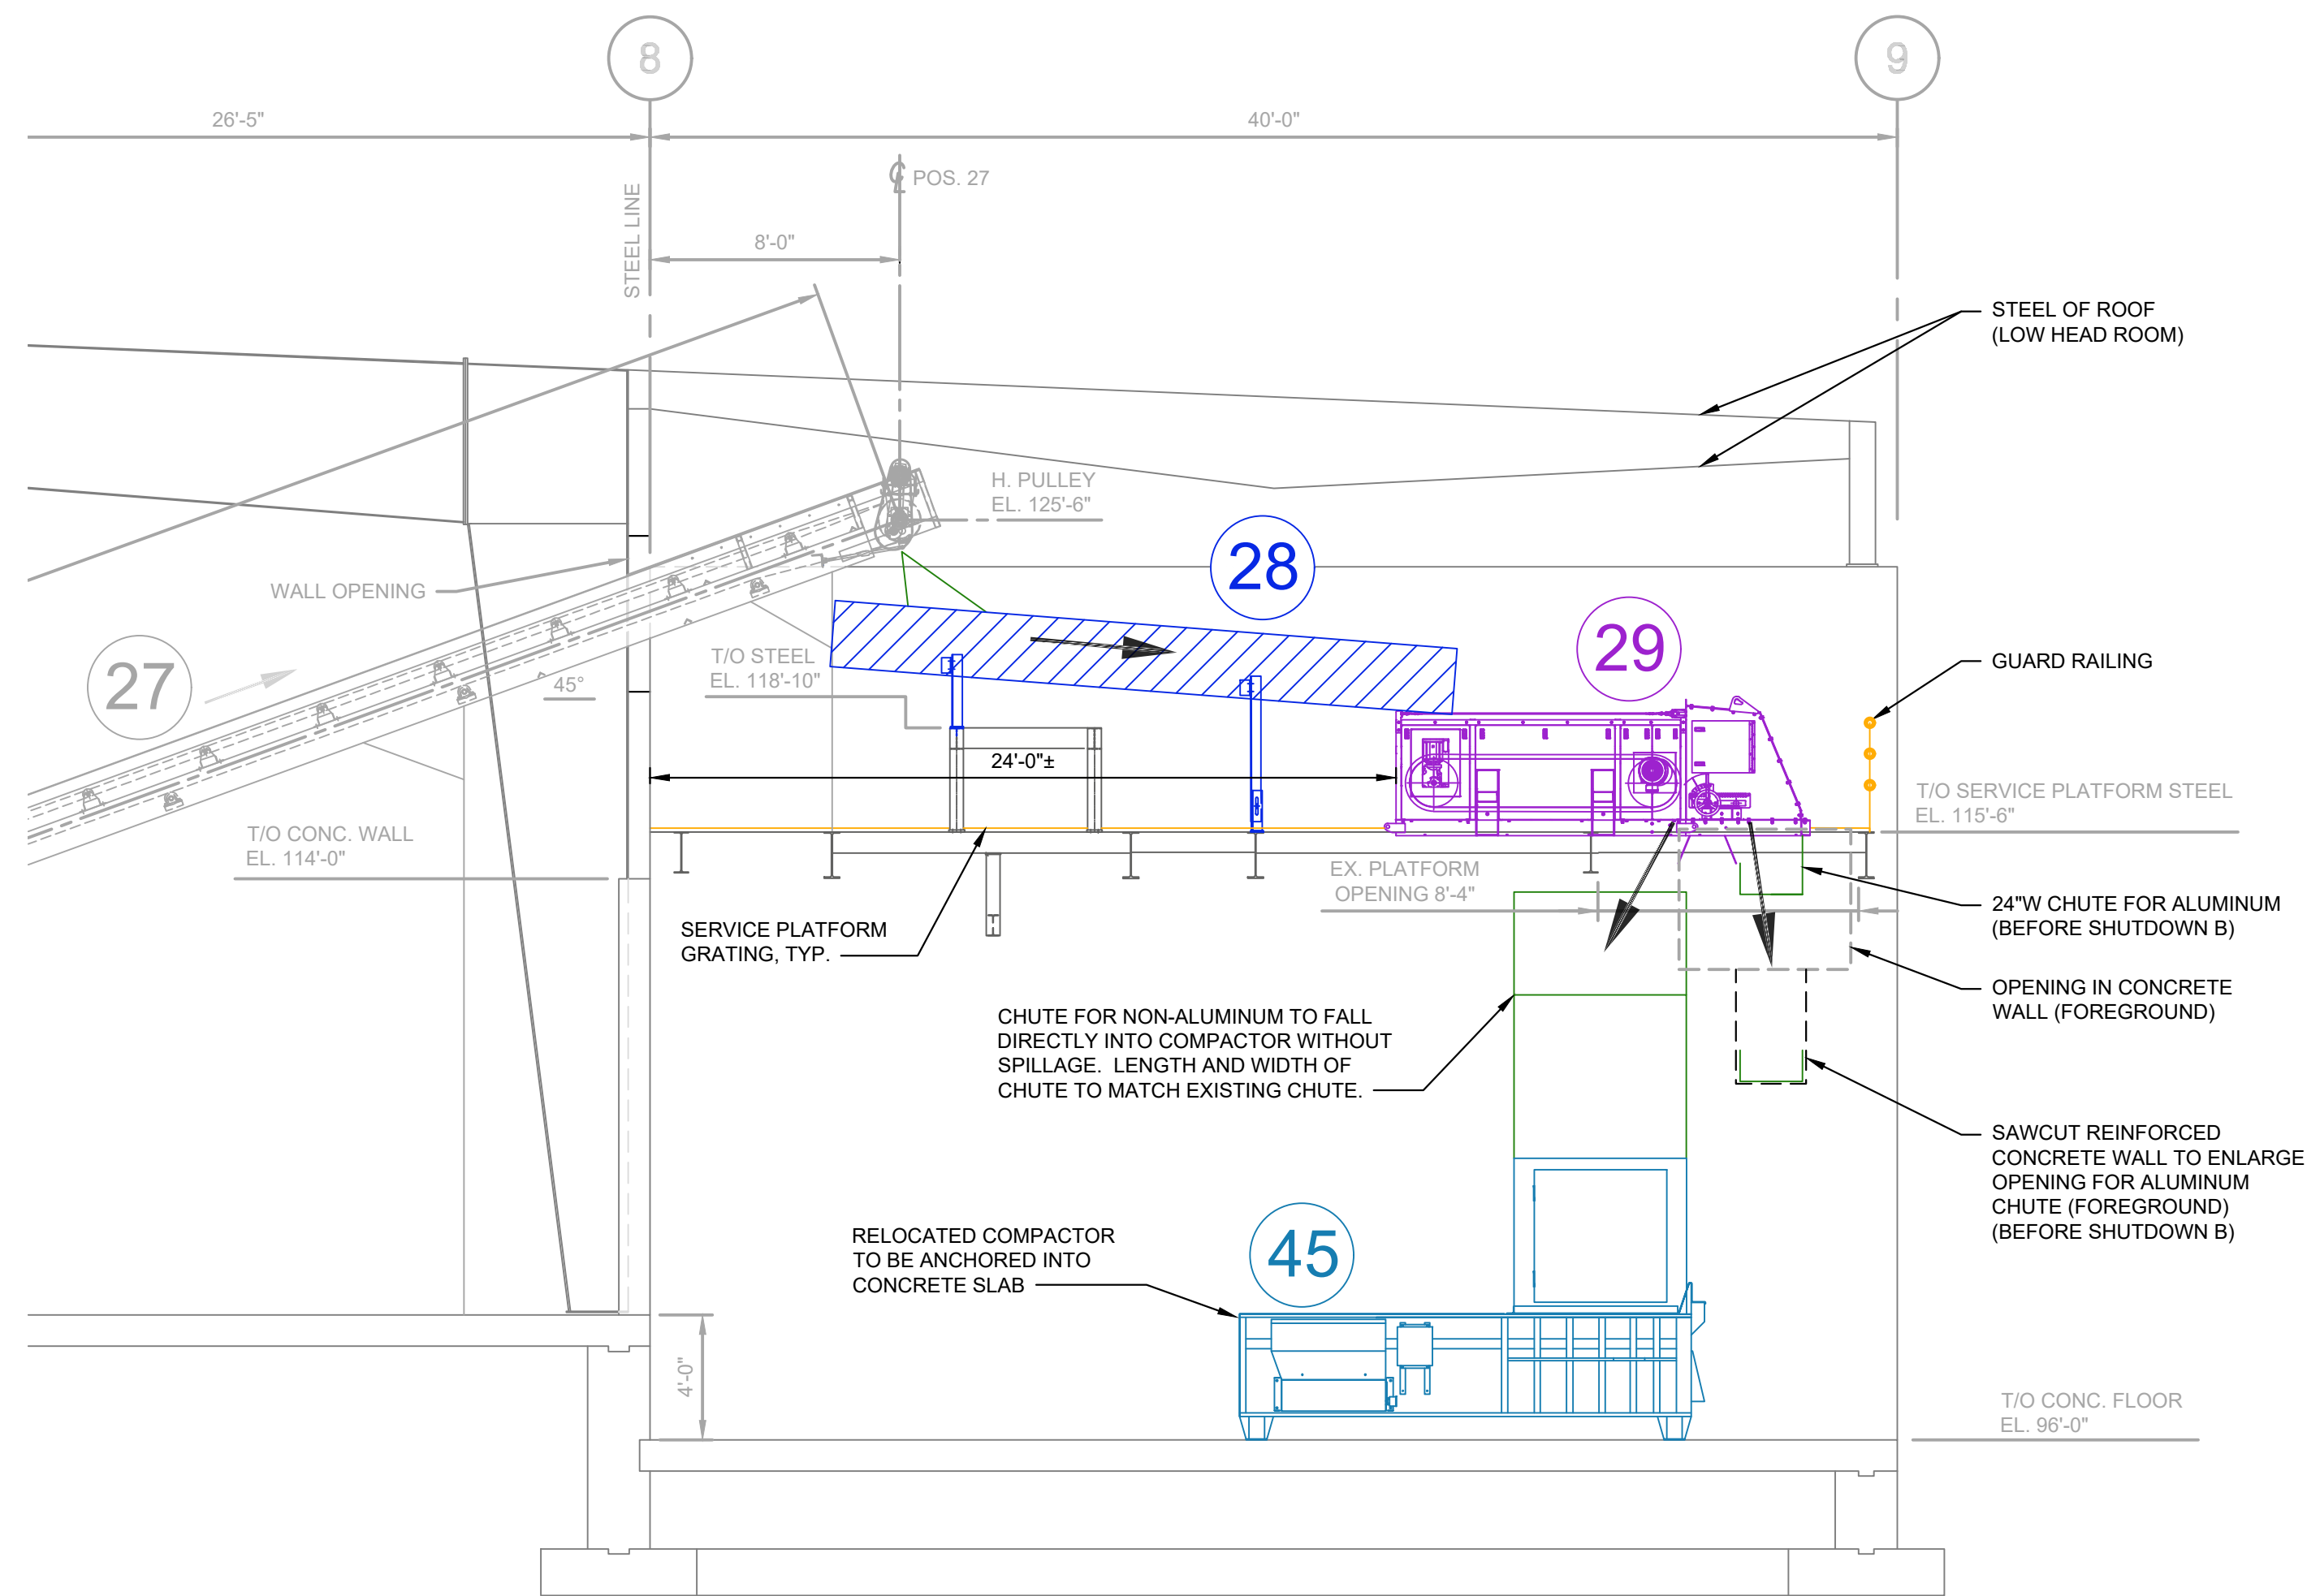 8
9
26'-5"
40'-0"
℄ POS. 27
STEEL LINE
8'-0"
STEEL OF ROOF
(LOW HEAD ROOM)
H. PULLEY
EL. 125'-6"
28
WALL OPENING
29
27
T/O STEEL
EL. 118'-10"
45°
GUARD RAILING
24'-0"±
T/O SERVICE PLATFORM STEEL
EL. 115'-6"
T/O CONC. WALL
EL. 114'-0"
EX. PLATFORM
OPENING 8'-4"
24"W CHUTE FOR ALUMINUM
(BEFORE SHUTDOWN B)
SERVICE PLATFORM
GRATING, TYP.
OPENING IN CONCRETE
WALL (FOREGROUND)
CHUTE FOR NON-ALUMINUM TO FALL
DIRECTLY INTO COMPACTOR WITHOUT
SPILLAGE. LENGTH AND WIDTH OF
CHUTE TO MATCH EXISTING CHUTE.
SAWCUT REINFORCED
CONCRETE WALL TO ENLARGE
OPENING FOR ALUMINUM
CHUTE (FOREGROUND)
(BEFORE SHUTDOWN B)
RELOCATED COMPACTOR
TO BE ANCHORED INTO
CONCRETE SLAB
45
4'-0"
T/O CONC. FLOOR
EL. 96'-0"